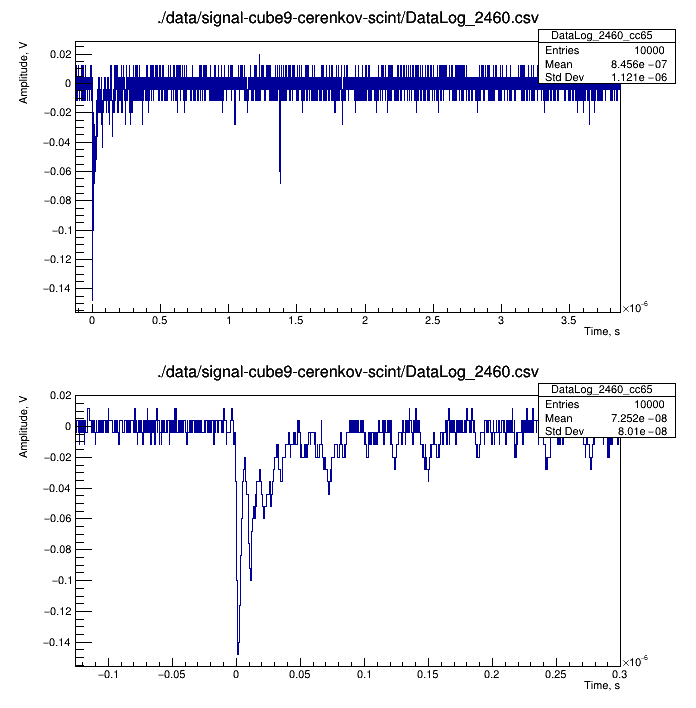 ./data/signal-cube9-cerenkov-scint/DataLog_2460.csv
DataLog_2460_cc65
Entries 10000
Mean 8.456e −07
Std Dev 1.121e −06
Amplitude, V
0.02
0
−0.02
−0.04
−0.06
−0.08
−0.1
−0.12
−0.14
0 0.5 1 1.5 2 2.5 3 3.5
×10⁻⁶
Time, s
./data/signal-cube9-cerenkov-scint/DataLog_2460.csv
DataLog_2460_cc65
Entries 10000
Mean 7.252e −08
Std Dev 8.01e −08
Amplitude, V
0.02
0
−0.02
−0.04
−0.06
−0.08
−0.1
−0.12
−0.14
−0.1 −0.05 0 0.05 0.1 0.15 0.2 0.25 0.3
×10⁻⁶
Time, s